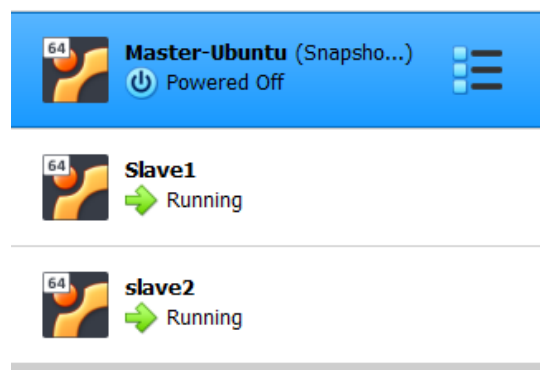 64
Master-Ubuntu (Snapsho...)
Powered Off
64
Slave1
Running
64
slave2
Running